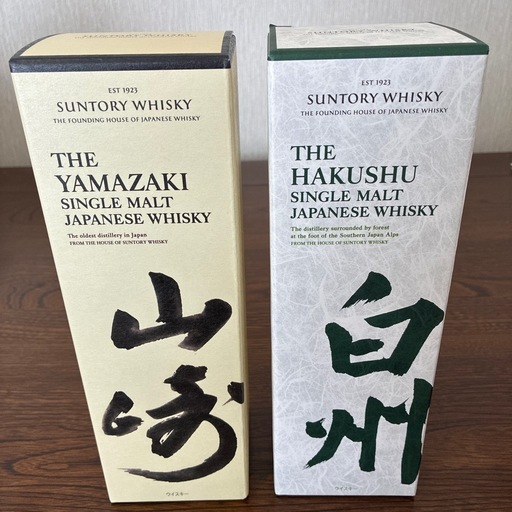 EST 1923
SUNTORY WHISKY
THE FOUNDING HOUSE OF JAPANESE WHISKY
THE
YAMAZAKI
SINGLE MALT
JAPANESE WHISKY
The oldest distillery in Japan
FROM THE HOUSE OF SUNTORY WHISKY
山
崎
ウイスキー
EST 1923
SUNTORY WHISKY
THE FOUNDING HOUSE OF JAPANESE WHISKY
THE
HAKUSHU
SINGLE MALT
JAPANESE WHISKY
The distillery surrounded by forest
at the foot of the Southern Japan Alps
FROM THE HOUSE OF SUNTORY WHISKY
白
州
ウイスキー